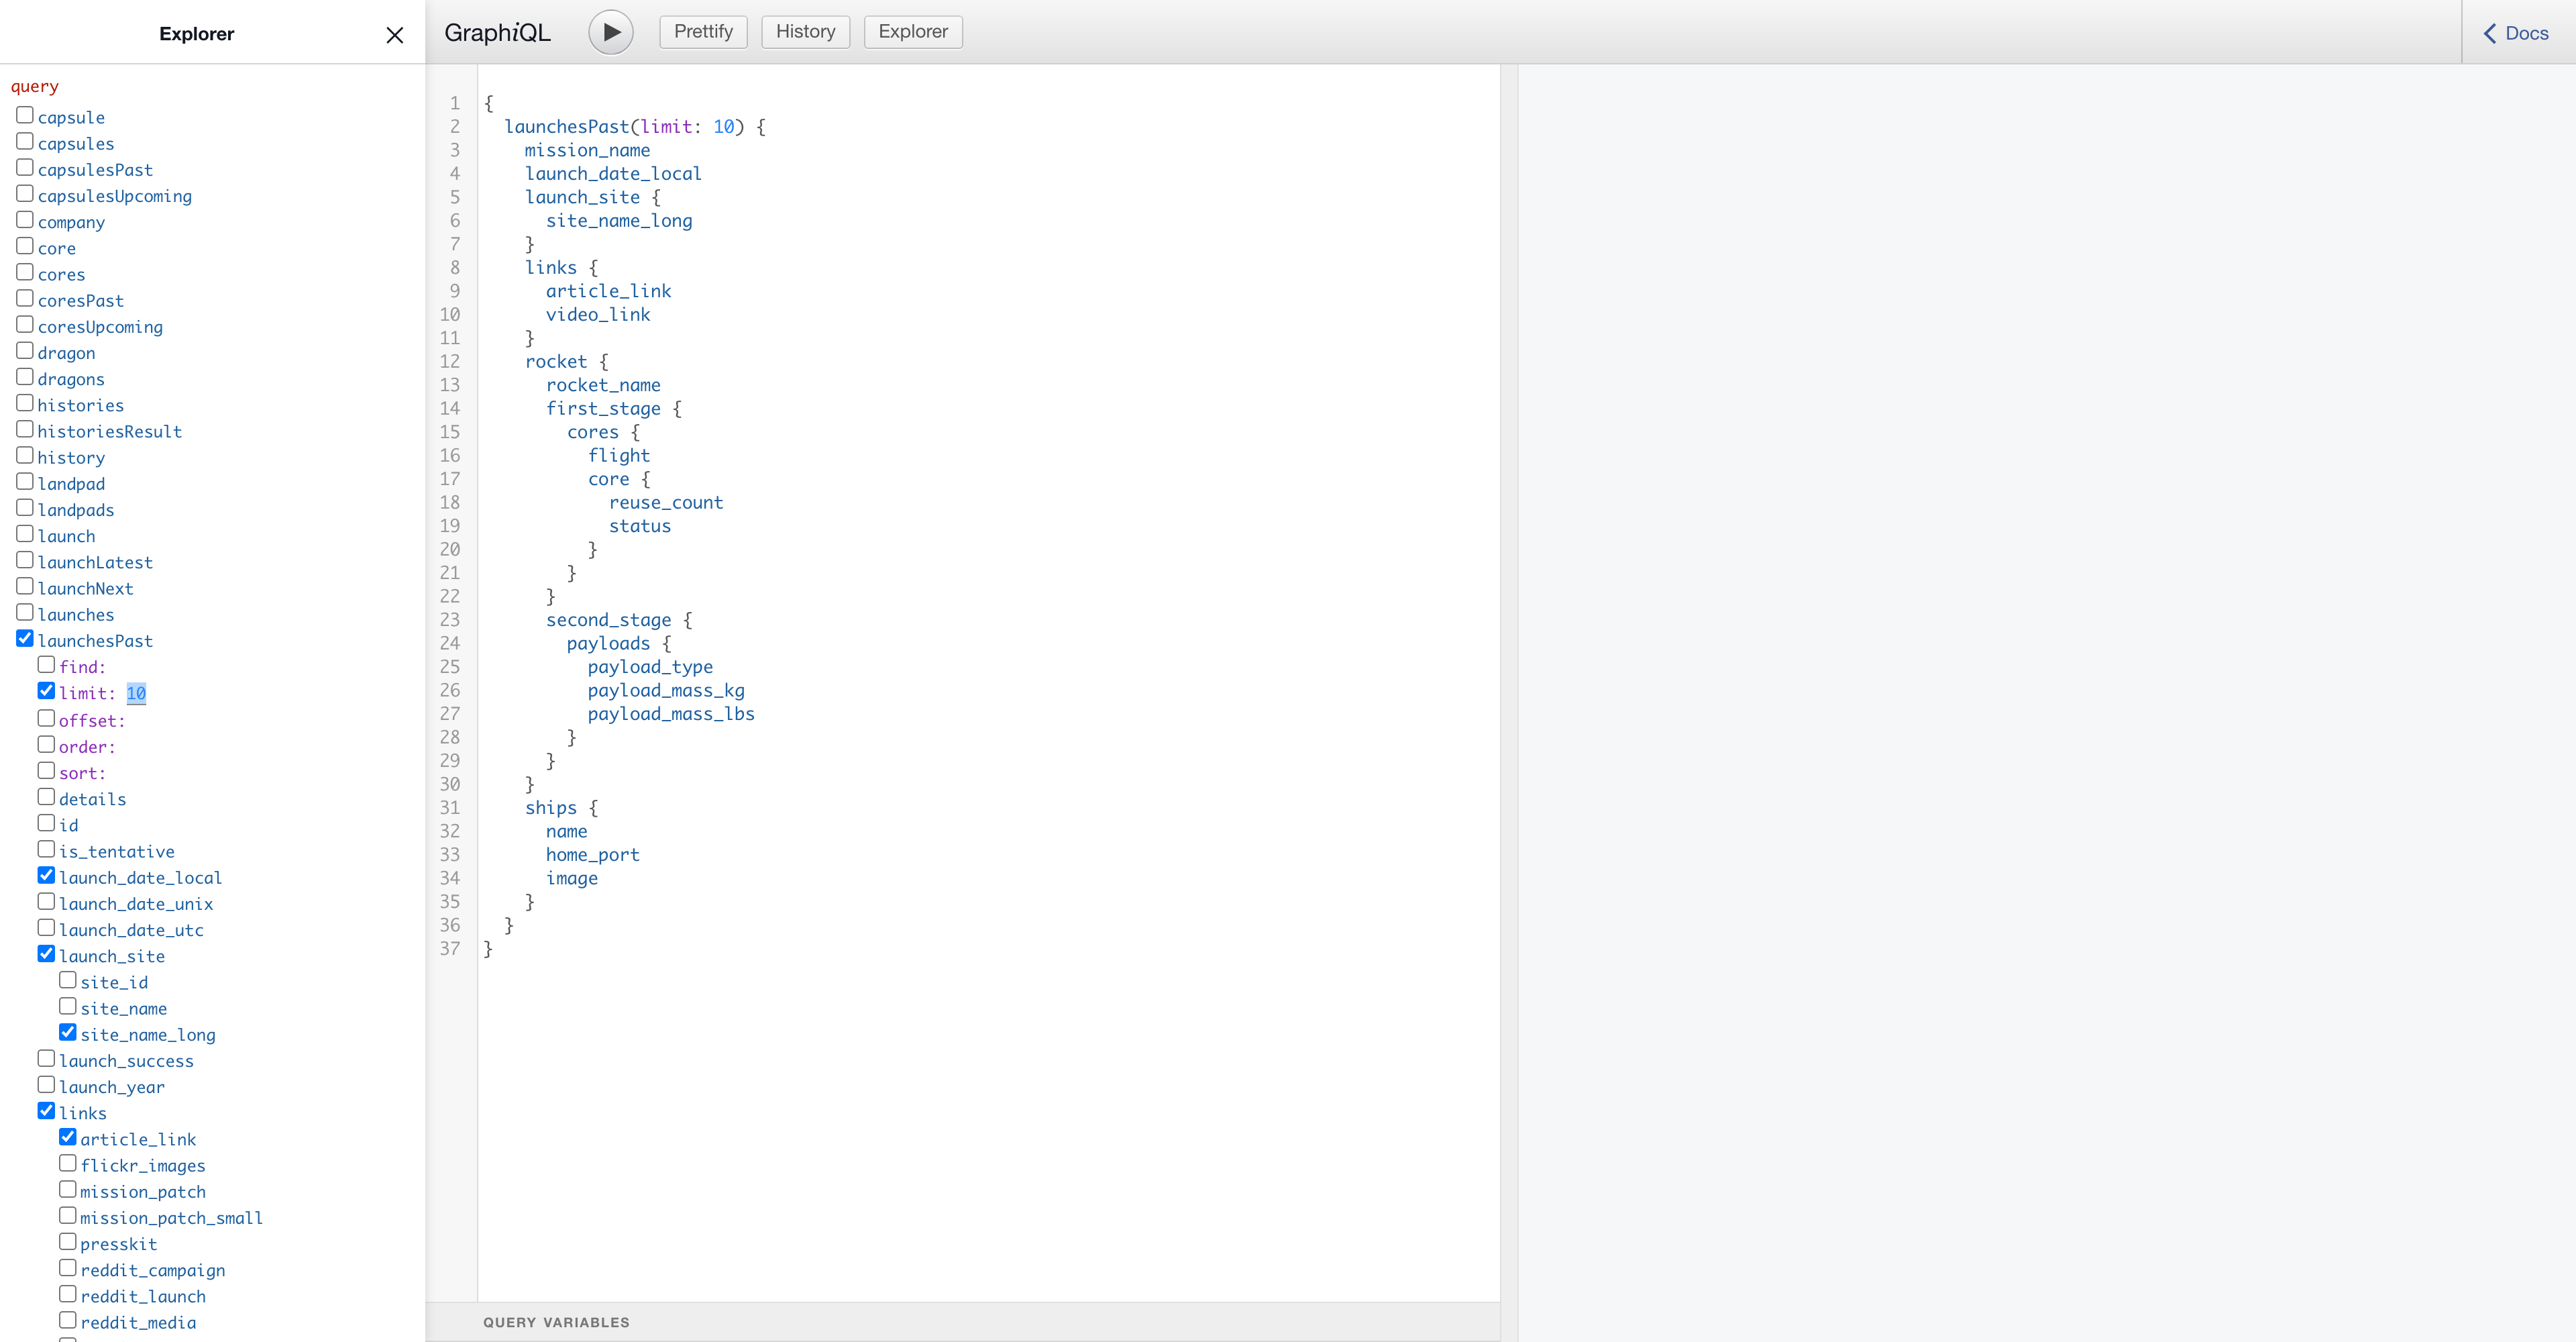 Explorer
query
capsule
capsules
capsulesPast
capsulesUpcoming
company
core
cores
coresPast
coresUpcoming
dragon
dragons
histories
historiesResult
history
landpad
landpads
launch
launchLatest
launchNext
launches
launchesPast
find:
limit: 10
offset:
order:
sort:
details
id
is_tentative
launch_date_local
launch_date_unix
launch_date_utc
launch_site
site_id
site_name
site_name_long
launch_success
launch_year
links
article_link
flickr_images
mission_patch
mission_patch_small
presskit
reddit_campaign
reddit_launch
reddit_media
GraphiQL
Prettify
History
Explorer
Docs
1 {
2 launchesPast(limit: 10) {
3 mission_name
4 launch_date_local
5 launch_site {
6 site_name_long
7 }
8 links {
9 article_link
10 video_link
11 }
12 rocket {
13 rocket_name
14 first_stage {
15 cores {
16 flight
17 core {
18 reuse_count
19 status
20 }
21 }
22 }
23 second_stage {
24 payloads {
25 payload_type
26 payload_mass_kg
27 payload_mass_lbs
28 }
29 }
30 }
31 ships {
32 name
33 home_port
34 image
35 }
36 }
37 }
QUERY VARIABLES